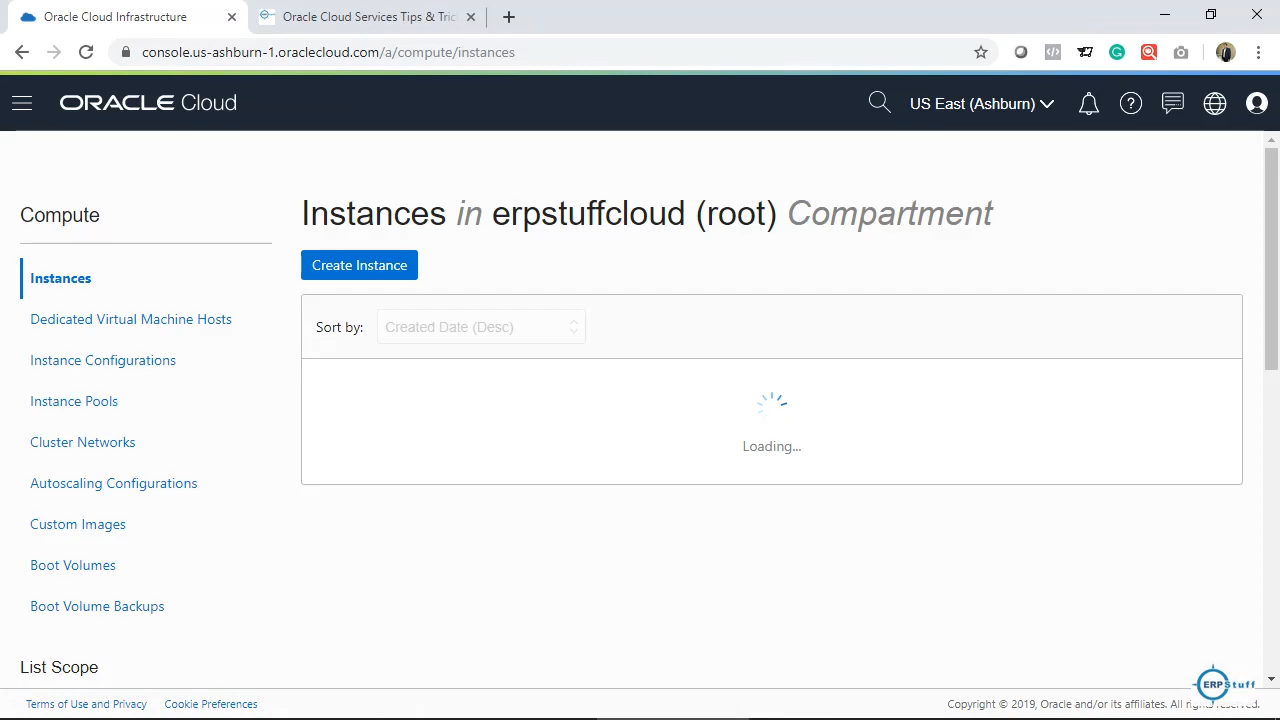 Oracle Cloud Infrastructure
Oracle Cloud Services Tips & Tric
console.us-ashburn-1.oraclecloud.com/a/compute/instances
ORACLE Cloud
US East (Ashburn)
Compute
Instances
Dedicated Virtual Machine Hosts
Instance Configurations
Instance Pools
Cluster Networks
Autoscaling Configurations
Custom Images
Boot Volumes
Boot Volume Backups
List Scope
Instances in erpstuffcloud (root) Compartment
Create Instance
Sort by: Created Date (Desc)
Loading...
ERPStuff
Terms of Use and Privacy Cookie Preferences
Copyright © 2019, Oracle and/or its affiliates. All rights reserved.